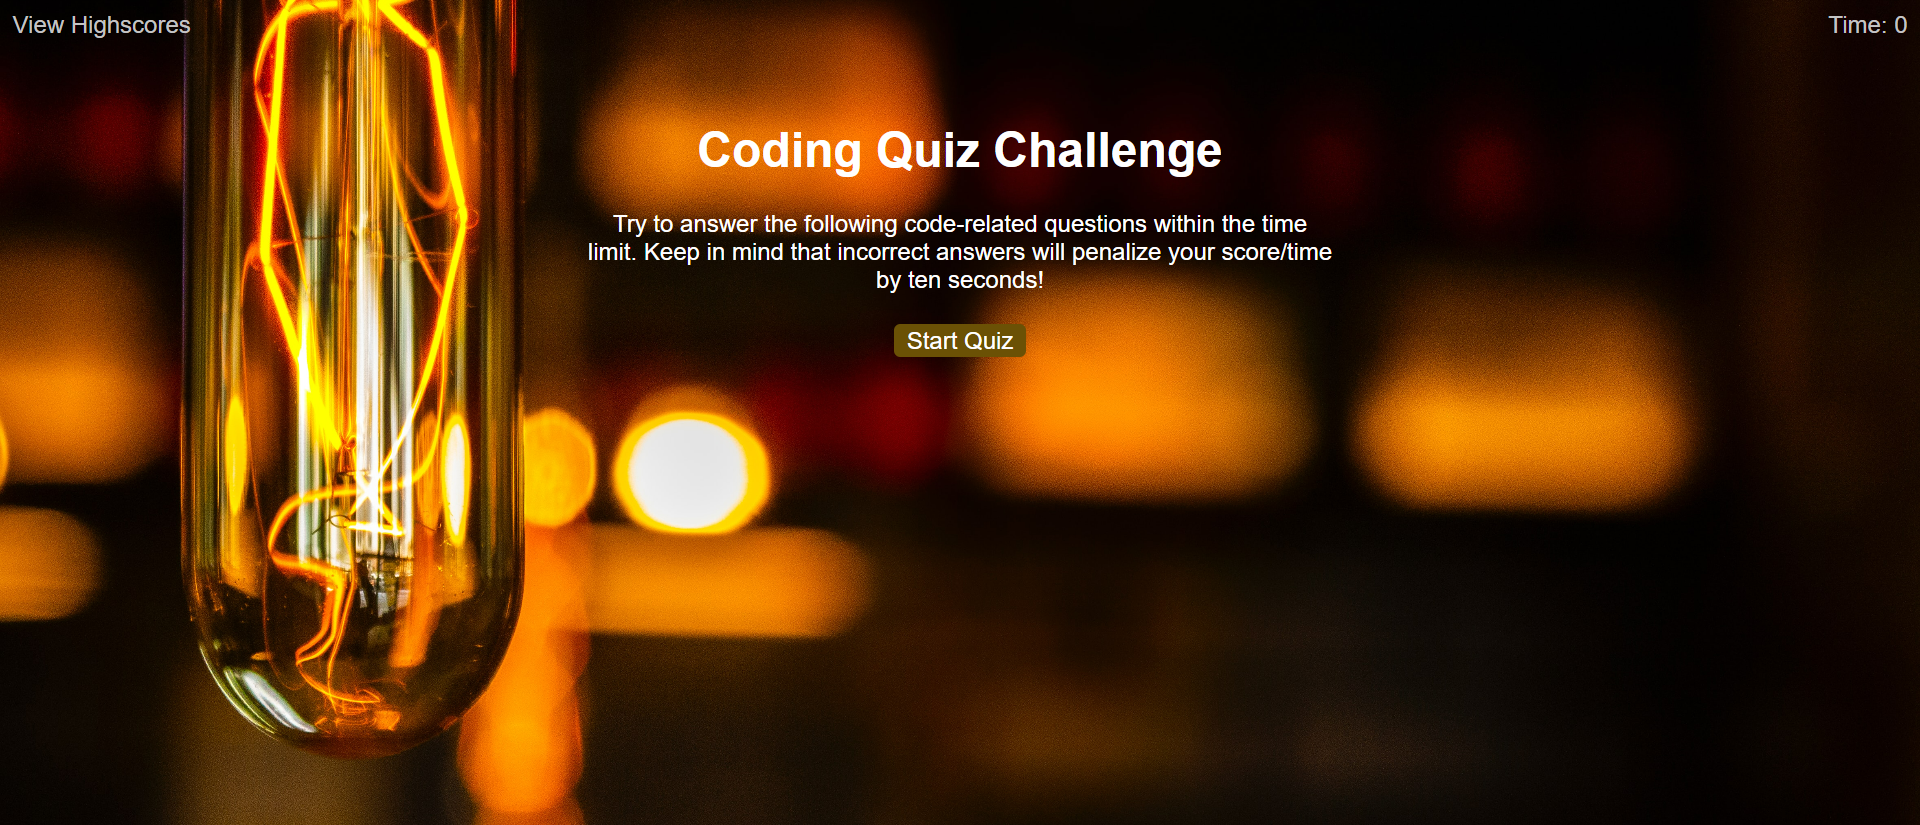 View Highscores
Time: 0
Coding Quiz Challenge
Try to answer the following code-related questions within the time
limit. Keep in mind that incorrect answers will penalize your score/time
by ten seconds!
Start Quiz